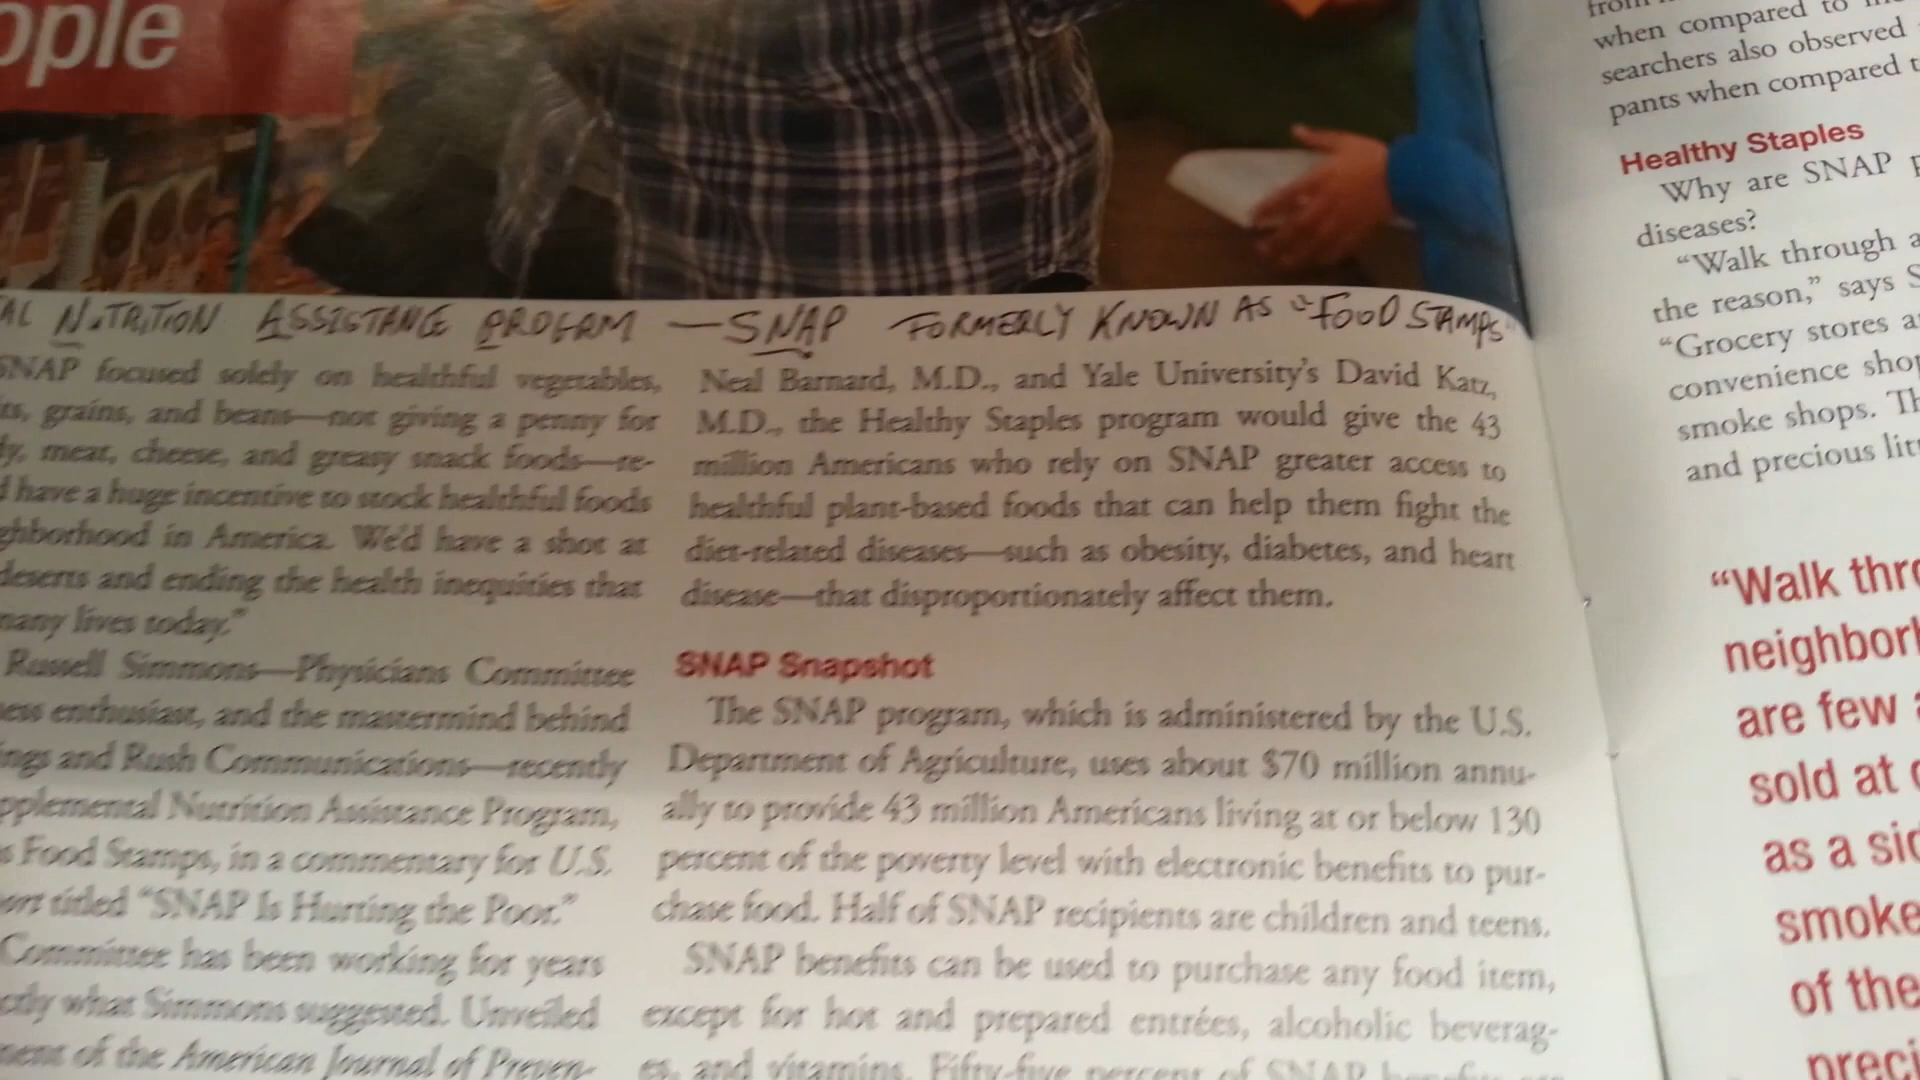 ople
AL NUTRITION ASSISTANCE PROGRM — SNAP FORMERLY KNOWN AS "FOOD STAMPS"
SNAP focused solely on healthful vegetables,
grains, and beans—not giving a penny for
meat, cheese, and greasy snack foods—re-
have a huge incentive to stock healthful foods
ghborhood in America. We'd have a shot at
deserts and ending the health inequities that
many lives today."
Russell Simmons—Physicians Committee
ess enthusiast, and the mastermind behind
ngs and Rush Communications—recently
pplemental Nutrition Assistance Program,
s Food Stamps, in a commentary for U.S.
ort titled "SNAP Is Hurting the Poor."
Committee has been working for years
ctly what Simmons suggested. Unveiled
ment of the American Journal of Preven-
Neal Barnard, M.D., and Yale University's David Katz,
M.D., the Healthy Staples program would give the 43
million Americans who rely on SNAP greater access to
healthful plant-based foods that can help them fight the
diet-related diseases—such as obesity, diabetes, and heart
disease—that disproportionately affect them.
SNAP Snapshot
The SNAP program, which is administered by the U.S.
Department of Agriculture, uses about $70 million annu-
ally to provide 43 million Americans living at or below 130
percent of the poverty level with electronic benefits to pur-
chase food. Half of SNAP recipients are children and teens.
SNAP benefits can be used to purchase any food item,
except for hot and prepared entrées, alcoholic beverag-
es, and vitamins. Fifty-five percent of SNAP benefits
from
when compared to
searchers also observed
pants when compared t
Healthy Staples
Why are SNAP p
diseases?
"Walk through a
the reason," says S
"Grocery stores a
convenience shop
smoke shops. Th
and precious litt
"Walk thro
neighborh
are few a
sold at c
as a sid
smoke
of the
preci